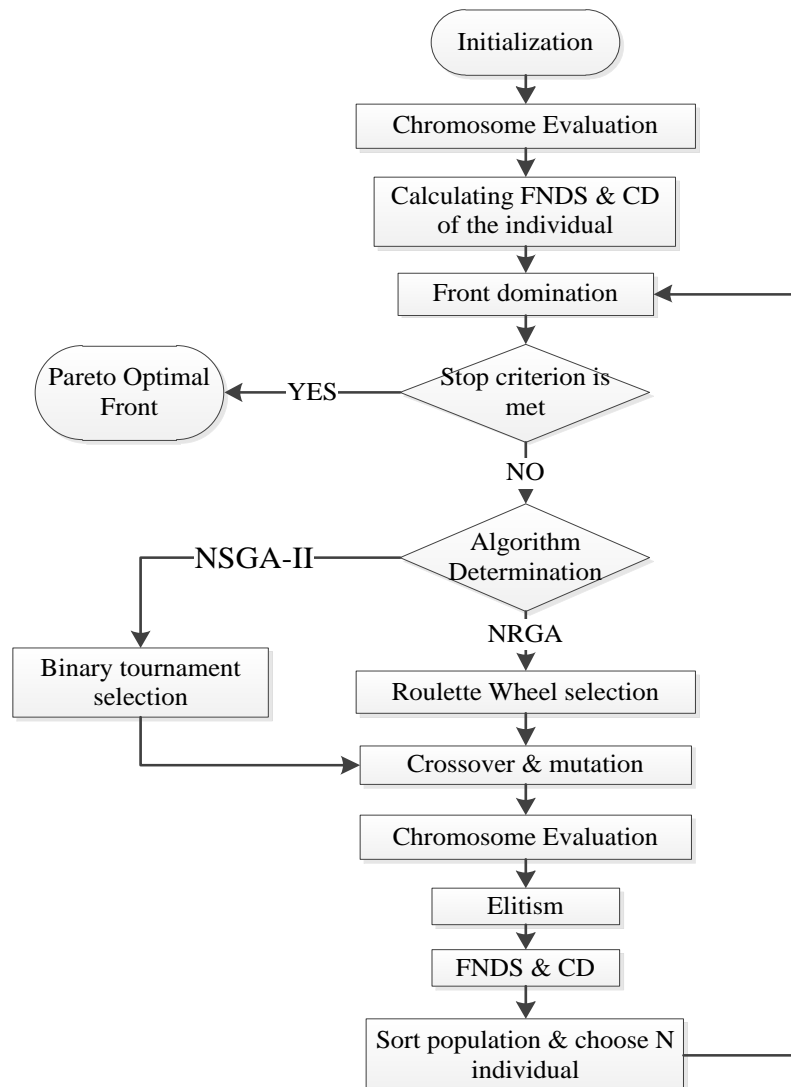 Initialization
Chromosome Evaluation
Calculating FNDS & CD
of the individual
Front domination
Stop criterion is
met
YES
Pareto Optimal
Front
NO
Algorithm
Determination
NSGA-II
NRGA
Binary tournament
selection
Roulette Wheel selection
Crossover & mutation
Chromosome Evaluation
Elitism
FNDS & CD
Sort population & choose N
individual